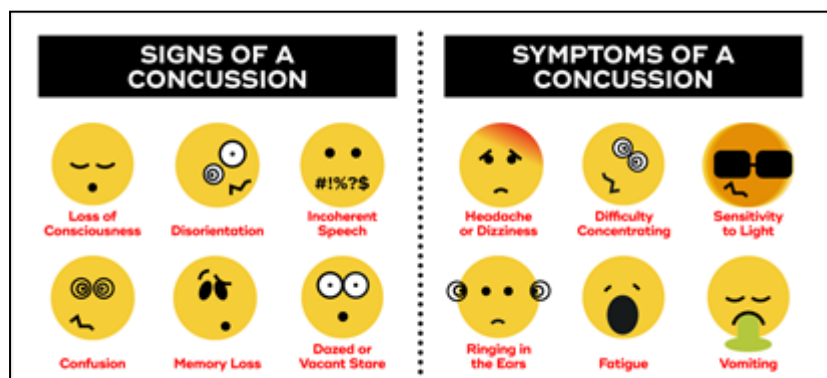 SIGNS OF A
CONCUSSION
Loss of
Consciousness
Disorientation
#!%?$
Incoherent
Speech
Confusion
Memory Loss
Dazed or
Vacant Stare
SYMPTOMS OF A
CONCUSSION
Headache
or Dizziness
Difficulty
Concentrating
Sensitivity
to Light
Ringing in
the Ears
Fatigue
Vomiting